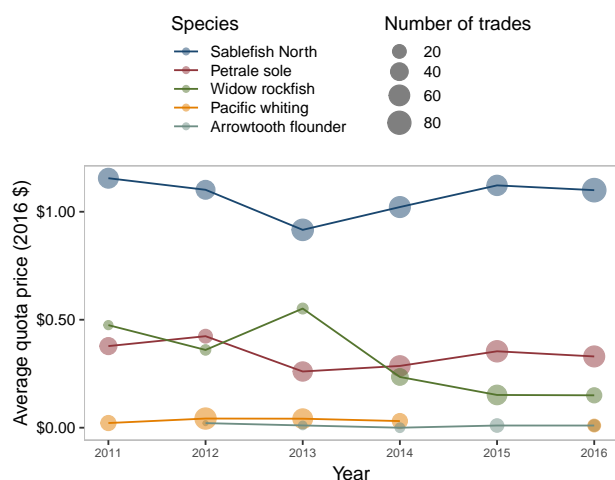 Species
Sablefish North
Petrale sole
Widow rockfish
Pacific whiting
Arrowtooth flounder
Number of trades
20
40
60
80
Average quota price (2016 $)
$1.00
$0.50
$0.00
2011 2012 2013 2014 2015 2016
Year